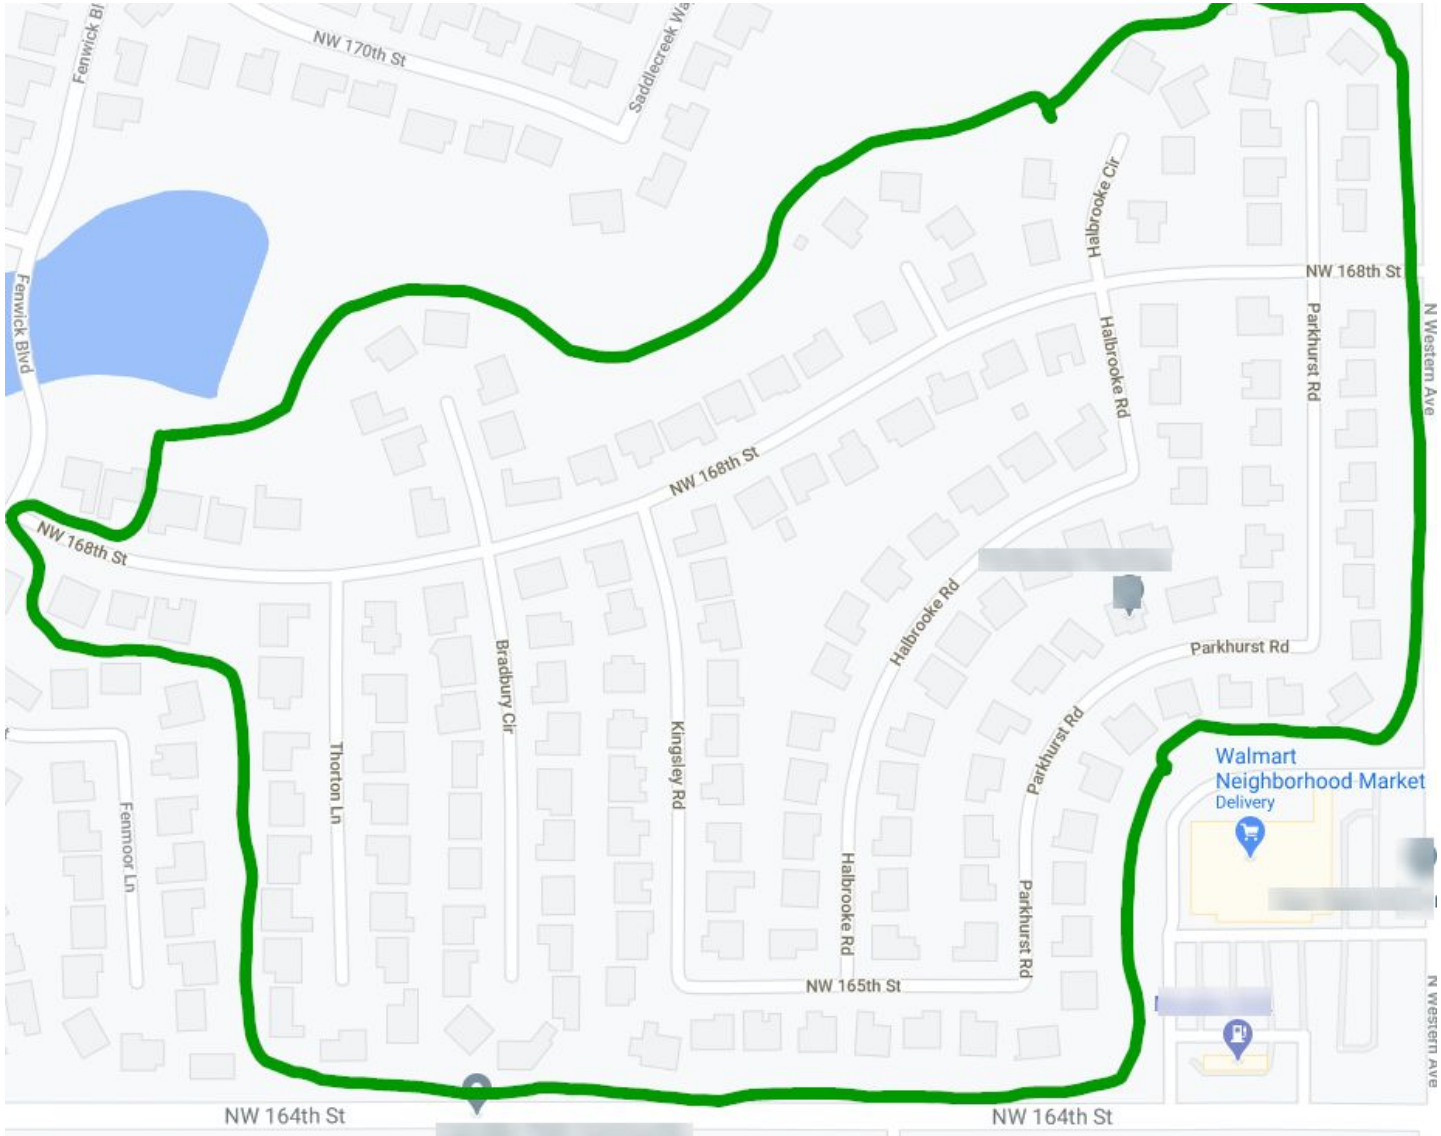 Fenwick Bl
NW 170th St
Saddlecreek Wa
Halbrooke Cir
NW 168th St
Fenwick Blvd
Parkhurst Rd
N Western Ave
Halbrooke Rd
NW 168th St
NW 168th St
Halbrooke Rd
Parkhurst Rd
Bradbury Cir
Thorton Ln
Kingsley Rd
Parkhurst Rd
Walmart
Neighborhood Market
Delivery
Fenmoor Ln
Halbrooke Rd
Parkhurst Rd
NW 165th St
N Western Ave
NW 164th St
NW 164th St